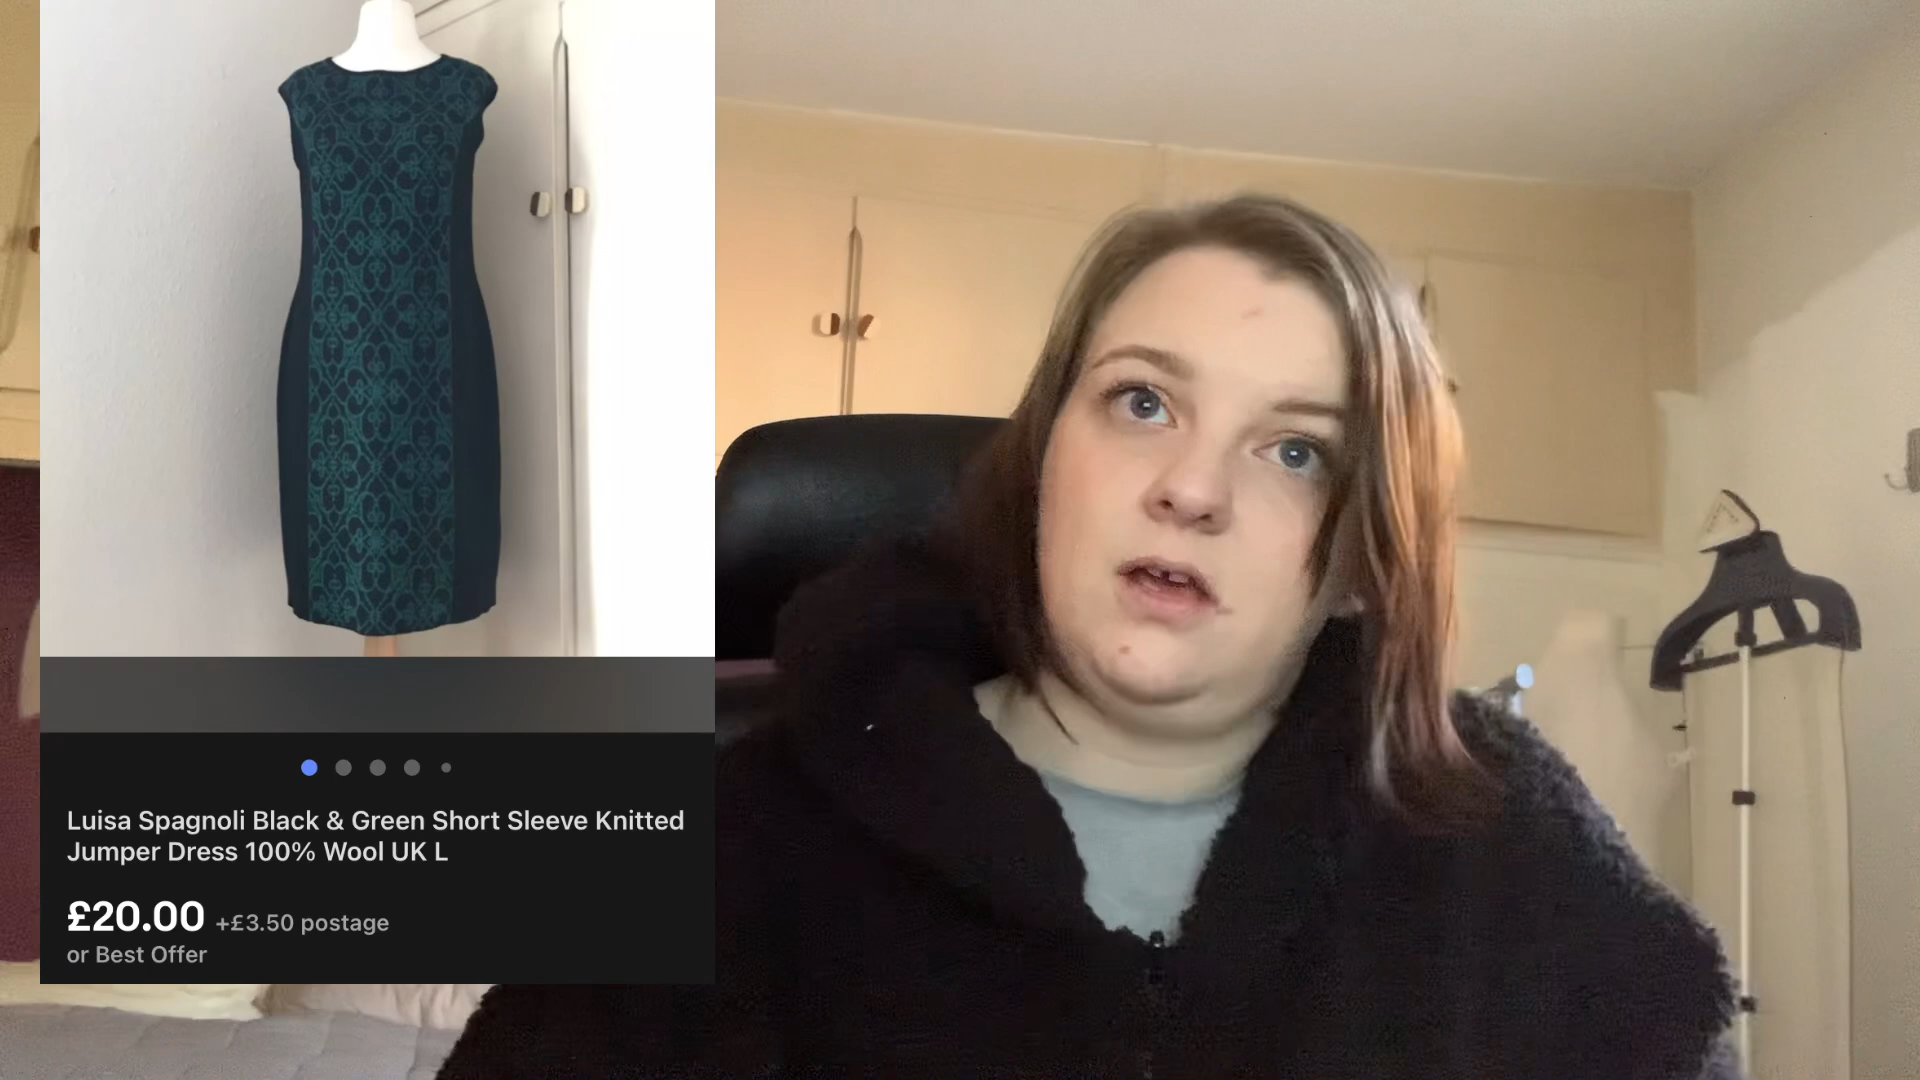 Luisa Spagnoli Black & Green Short Sleeve Knitted
Jumper Dress 100% Wool UK L
£20.00 +£3.50 postage
or Best Offer